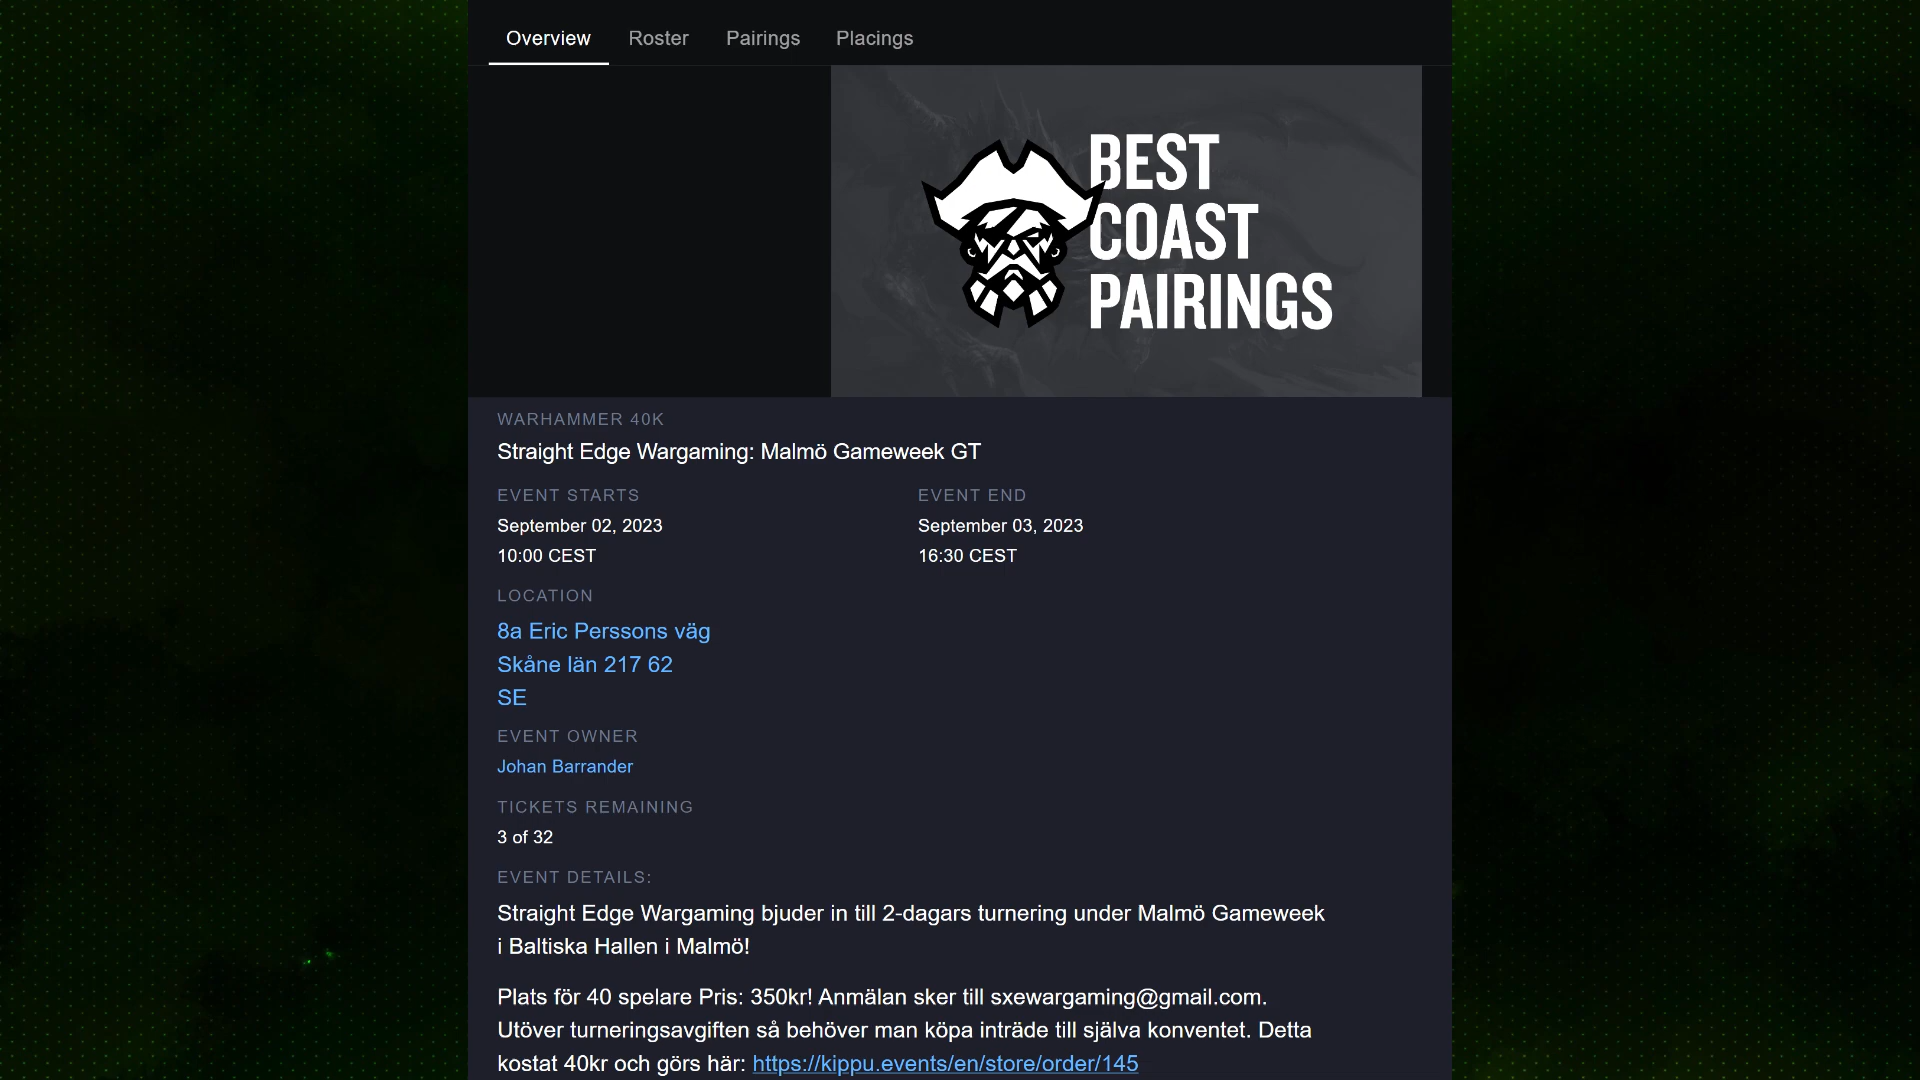 Overview Roster Pairings Placings
BEST
COAST
PAIRINGS
WARHAMMER 40K
Straight Edge Wargaming: Malmö Gameweek GT
EVENT STARTS
September 02, 2023
10:00 CEST
EVENT END
September 03, 2023
16:30 CEST
LOCATION
8a Eric Perssons väg
Skåne län 217 62
SE
EVENT OWNER
Johan Barrander
TICKETS REMAINING
3 of 32
EVENT DETAILS:
Straight Edge Wargaming bjuder in till 2-dagars turnering under Malmö Gameweek
i Baltiska Hallen i Malmö!
Plats för 40 spelare Pris: 350kr! Anmälan sker till sxewargaming@gmail.com.
Utöver turneringsavgiften så behöver man köpa inträde till själva konventet. Detta
kostat 40kr och görs här: https://kippu.events/en/store/order/145